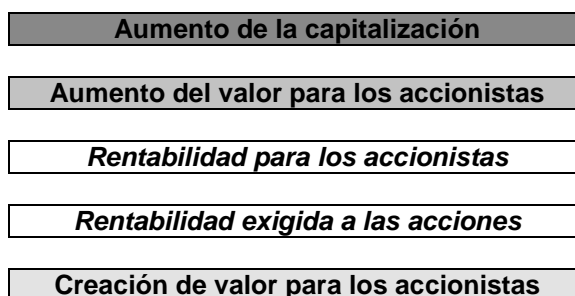 Aumento de la capitalización
Aumento del valor para los accionistas
Rentabilidad para los accionistas
Rentabilidad exigida a las acciones
Creación de valor para los accionistas